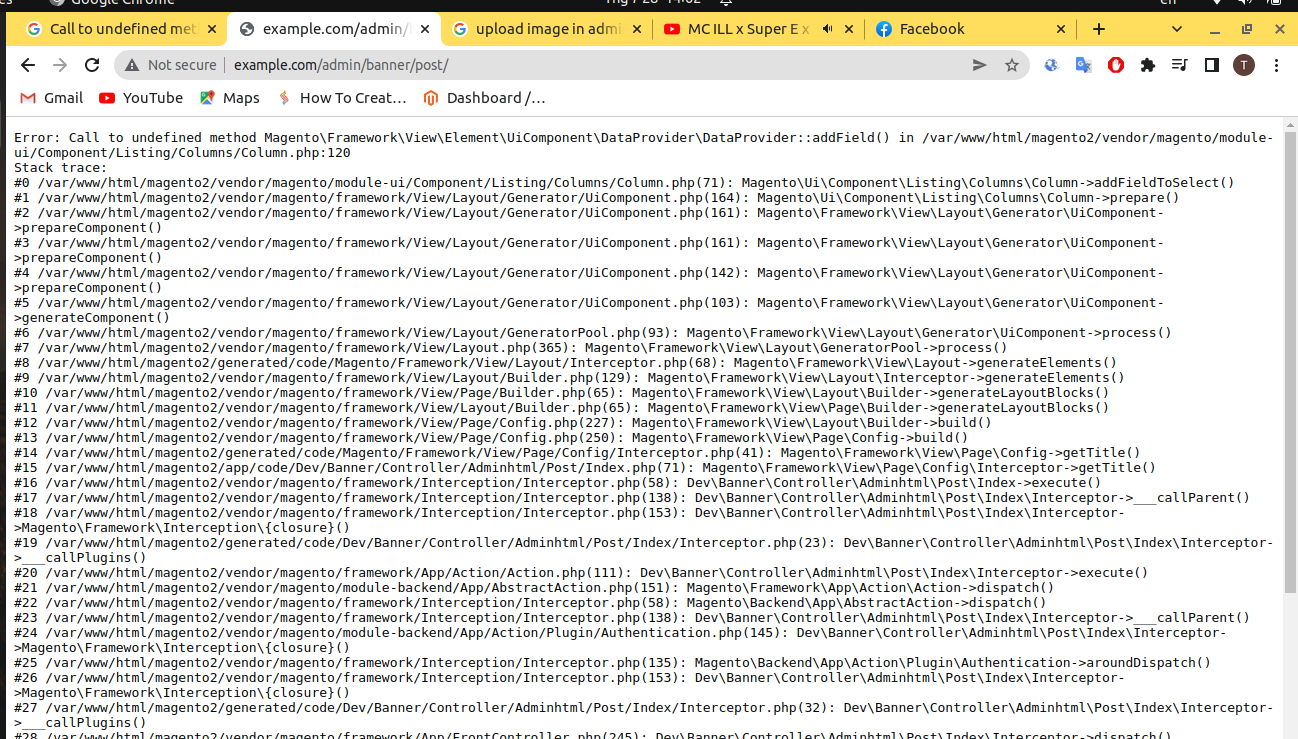 Google Chrome
Thg 7 28 14:02
en
Call to undefined met
example.com/admin/
upload image in admi
MC ILL x Super E x
Facebook
Not secure
example.com/admin/banner/post/
T
Gmail
YouTube
Maps
How To Creat...
Dashboard /...
Error: Call to undefined method Magento\Framework\View\Element\UiComponent\DataProvider\DataProvider::addField() in /var/www/html/magento2/vendor/magento/module-
ui/Component/Listing/Columns/Column.php:120
Stack trace:
#0 /var/www/html/magento2/vendor/magento/module-ui/Component/Listing/Columns/Column.php(71): Magento\Ui\Component\Listing\Columns\Column->addFieldToSelect()
#1 /var/www/html/magento2/vendor/magento/framework/View/Layout/Generator/UiComponent.php(164): Magento\Ui\Component\Listing\Columns\Column->prepare()
#2 /var/www/html/magento2/vendor/magento/framework/View/Layout/Generator/UiComponent.php(161): Magento\Framework\View\Layout\Generator\UiComponent-
>prepareComponent()
#3 /var/www/html/magento2/vendor/magento/framework/View/Layout/Generator/UiComponent.php(161): Magento\Framework\View\Layout\Generator\UiComponent-
>prepareComponent()
#4 /var/www/html/magento2/vendor/magento/framework/View/Layout/Generator/UiComponent.php(142): Magento\Framework\View\Layout\Generator\UiComponent-
>prepareComponent()
#5 /var/www/html/magento2/vendor/magento/framework/View/Layout/Generator/UiComponent.php(103): Magento\Framework\View\Layout\Generator\UiComponent-
>generateComponent()
#6 /var/www/html/magento2/vendor/magento/framework/View/Layout/GeneratorPool.php(93): Magento\Framework\View\Layout\Generator\UiComponent->process()
#7 /var/www/html/magento2/vendor/magento/framework/View/Layout.php(365): Magento\Framework\View\Layout\GeneratorPool->process()
#8 /var/www/html/magento2/generated/code/Magento/Framework/View/Layout/Interceptor.php(68): Magento\Framework\View\Layout->generateElements()
#9 /var/www/html/magento2/vendor/magento/framework/View/Layout/Builder.php(129): Magento\Framework\View\Layout\Interceptor->generateElements()
#10 /var/www/html/magento2/vendor/magento/framework/View/Page/Builder.php(65): Magento\Framework\View\Layout\Builder->generateLayoutBlocks()
#11 /var/www/html/magento2/vendor/magento/framework/View/Layout/Builder.php(65): Magento\Framework\View\Page\Builder->generateLayoutBlocks()
#12 /var/www/html/magento2/vendor/magento/framework/View/Page/Config.php(227): Magento\Framework\View\Layout\Builder->build()
#13 /var/www/html/magento2/vendor/magento/framework/View/Page/Config.php(250): Magento\Framework\View\Page\Config->build()
#14 /var/www/html/magento2/generated/code/Magento/Framework/View/Page/Config/Interceptor.php(41): Magento\Framework\View\Page\Config->getTitle()
#15 /var/www/html/magento2/app/code/Dev/Banner/Controller/Adminhtml/Post/Index.php(71): Magento\Framework\View\Page\Config\Interceptor->getTitle()
#16 /var/www/html/magento2/vendor/magento/framework/Interception/Interceptor.php(58): Dev\Banner\Controller\Adminhtml\Post\Index->execute()
#17 /var/www/html/magento2/vendor/magento/framework/Interception/Interceptor.php(138): Dev\Banner\Controller\Adminhtml\Post\Index\Interceptor->___callParent()
#18 /var/www/html/magento2/vendor/magento/framework/Interception/Interceptor.php(153): Dev\Banner\Controller\Adminhtml\Post\Index\Interceptor-
>Magento\Framework\Interception\{closure}()
#19 /var/www/html/magento2/generated/code/Dev/Banner/Controller/Adminhtml/Post/Index/Interceptor.php(23): Dev\Banner\Controller\Adminhtml\Post\Index\Interceptor-
>___callPlugins()
#20 /var/www/html/magento2/vendor/magento/framework/App/Action/Action.php(111): Dev\Banner\Controller\Adminhtml\Post\Index\Interceptor->execute()
#21 /var/www/html/magento2/vendor/magento/module-backend/App/AbstractAction.php(151): Magento\Framework\App\Action\Action->dispatch()
#22 /var/www/html/magento2/vendor/magento/framework/Interception/Interceptor.php(58): Magento\Backend\App\AbstractAction->dispatch()
#23 /var/www/html/magento2/vendor/magento/framework/Interception/Interceptor.php(138): Dev\Banner\Controller\Adminhtml\Post\Index\Interceptor->___callParent()
#24 /var/www/html/magento2/vendor/magento/module-backend/App/Action/Plugin/Authentication.php(145): Dev\Banner\Controller\Adminhtml\Post\Index\Interceptor-
>Magento\Framework\Interception\{closure}()
#25 /var/www/html/magento2/vendor/magento/framework/Interception/Interceptor.php(135): Magento\Backend\App\Action\Plugin\Authentication->aroundDispatch()
#26 /var/www/html/magento2/vendor/magento/framework/Interception/Interceptor.php(153): Dev\Banner\Controller\Adminhtml\Post\Index\Interceptor-
>Magento\Framework\Interception\{closure}()
#27 /var/www/html/magento2/generated/code/Dev/Banner/Controller/Adminhtml/Post/Index/Interceptor.php(32): Dev\Banner\Controller\Adminhtml\Post\Index\Interceptor-
>___callPlugins()
#28 /var/www/html/magento2/vendor/magento/framework/App/FrontController.php(245): Dev\Banner\Controller\Adminhtml\Post\Index\Interceptor->dispatch()